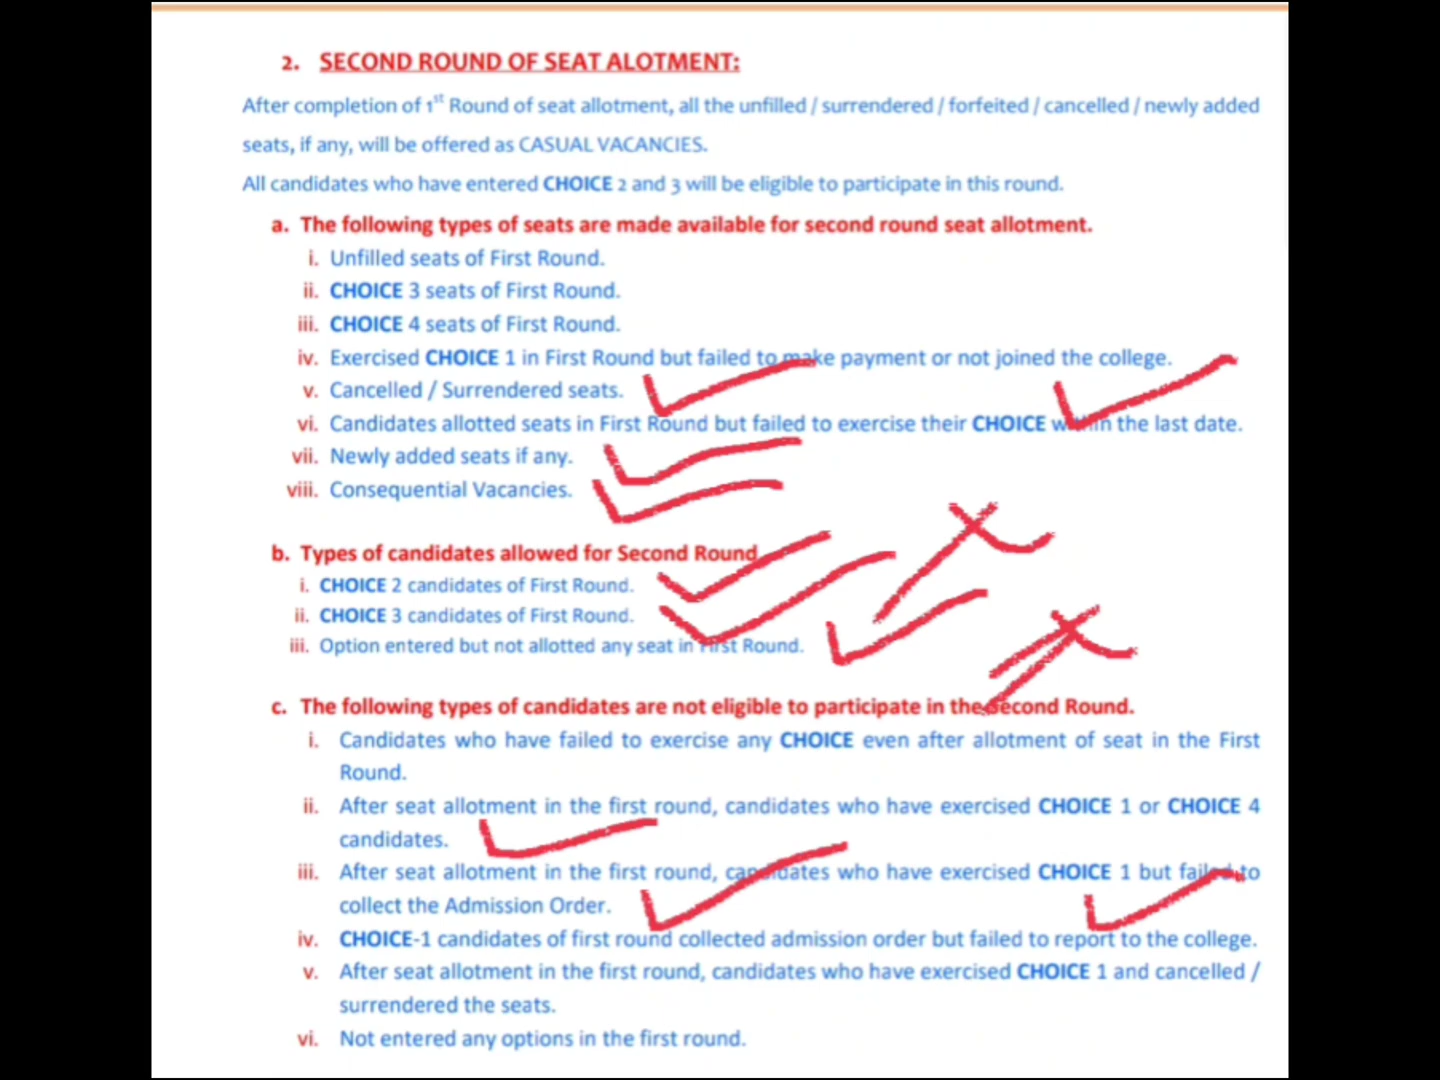 2. SECOND ROUND OF SEAT ALOTMENT:
After completion of 1st Round of seat allotment, all the unfilled / surrendered / forfeited / cancelled / newly added
seats, if any, will be offered as CASUAL VACANCIES.
All candidates who have entered CHOICE 2 and 3 will be eligible to participate in this round.
a. The following types of seats are made available for second round seat allotment.
i. Unfilled seats of First Round.
ii. CHOICE 3 seats of First Round.
iii. CHOICE 4 seats of First Round.
iv. Exercised CHOICE 1 in First Round but failed to make payment or not joined the college.
v. Cancelled / Surrendered seats.
vi. Candidates allotted seats in First Round but failed to exercise their CHOICE within the last date.
vii. Newly added seats if any.
viii. Consequential Vacancies.
b. Types of candidates allowed for Second Round
i. CHOICE 2 candidates of First Round.
ii. CHOICE 3 candidates of First Round.
iii. Option entered but not allotted any seat in First Round.
c. The following types of candidates are not eligible to participate in the Second Round.
i. Candidates who have failed to exercise any CHOICE even after allotment of seat in the First
Round.
ii. After seat allotment in the first round, candidates who have exercised CHOICE 1 or CHOICE 4
candidates.
iii. After seat allotment in the first round, candidates who have exercised CHOICE 1 but failed to
collect the Admission Order.
iv. CHOICE-1 candidates of first round collected admission order but failed to report to the college.
v. After seat allotment in the first round, candidates who have exercised CHOICE 1 and cancelled /
surrendered the seats.
vi. Not entered any options in the first round.